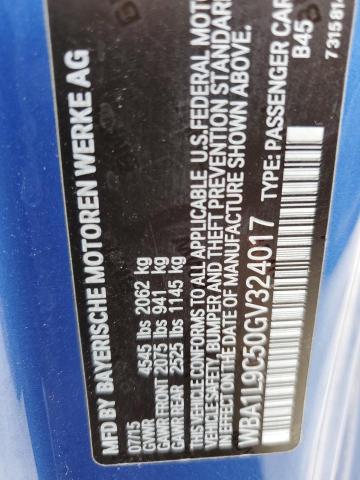 MFD BY BAYERISCHE MOTOREN WERKE AG
07/15
GVWR 4545 lbs 2062 kg
GAWR FRONT 2075 lbs 941 kg
GAWR REAR 2525 lbs 1145 kg
THIS VEHICLE CONFORMS TO ALL APPLICABLE U.S. FEDERAL MOTOR
VEHICLE SAFETY, BUMPER, AND THEFT PREVENTION STANDARDS
IN EFFECT ON THE DATE OF MANUFACTURE SHOWN ABOVE.
WBA1L9C50GV324017 TYPE: PASSENGER CAR
B45